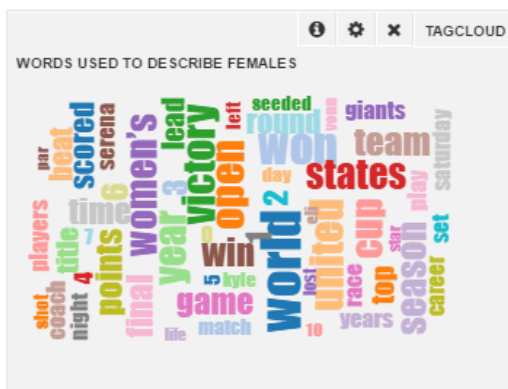 TAGCLOUD
WORDS USED TO DESCRIBE FEMALES
par
beat
scored
serena
women's
lead
victory
left
open
seeded
round
vonn
giants
won
team
saturday
day
states
play
players
time
6
3
2
title
7
points
year
0
win
1
world
eli
united
cup
star
season
set
shot
coach
4
night
final
life
5
kyle
game
match
lost
10
race
years
top
career